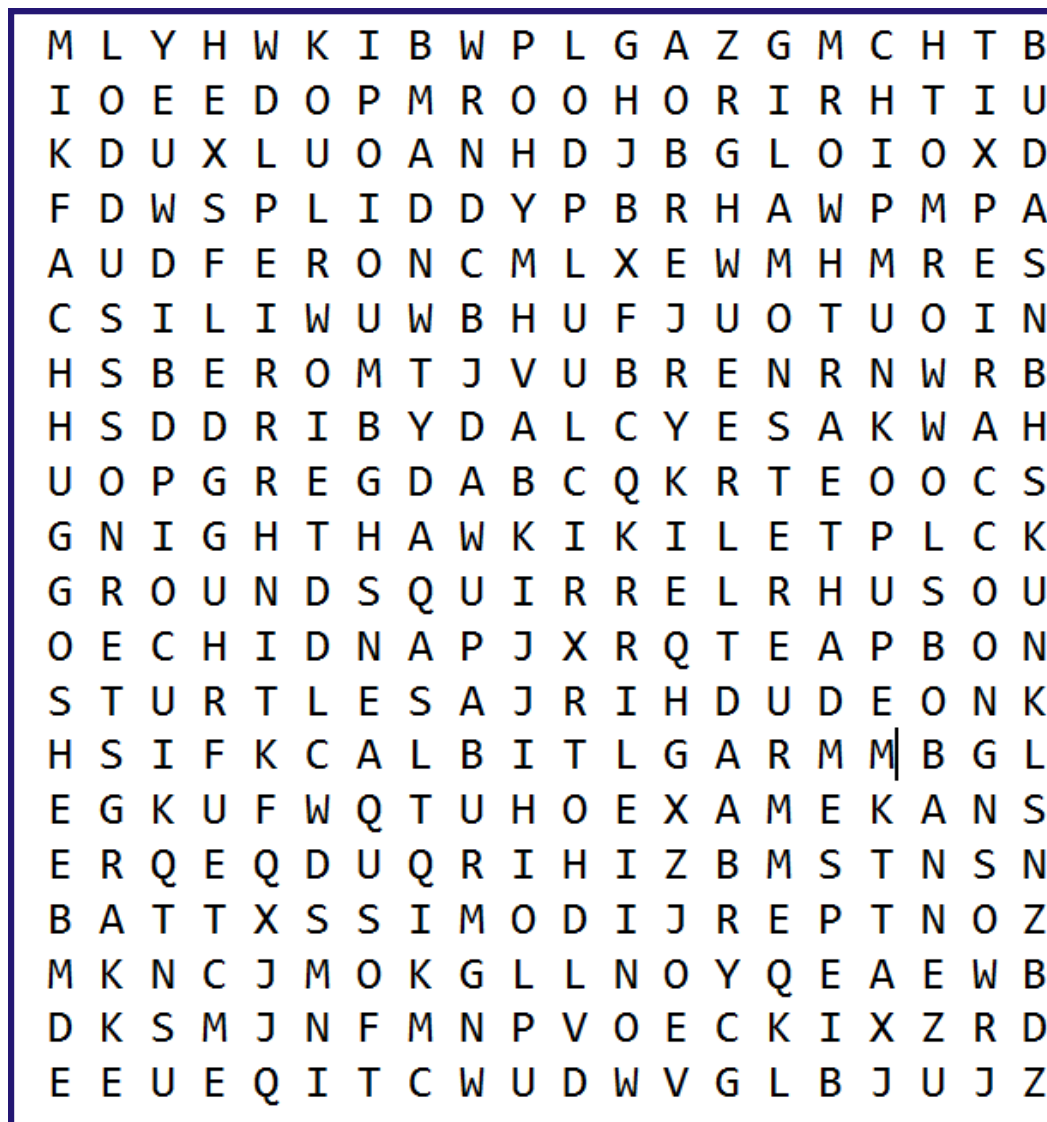 M L Y H W K I B W P L G A Z G M C H T B
I O E E D O P M R O O H O R I R H T I U
K D U X L U O A N H D J B G L O I O X D
F D W S P L I D D Y P B R H A W P M P A
A U D F E R O N C M L X E W M H M R E S
C S I L I W U W B H U F J U O T U O I N
H S B E R O M T J V U B R E N R N W R B
H S D D R I B Y D A L C Y E S A K W A H
U O P G R E G D A B C Q K R T E O O C S
G N I G H T H A W K I K I L E T P L C K
G R O U N D S Q U I R R E L R H U S O U
O E C H I D N A P J X R Q T E A P B O N
S T U R T L E S A J R I H D U D E O N K
H S I F K C A L B I T L G A R M M B G L
E G K U F W Q T U H O E X A M E K A N S
E R Q E Q D U Q R I H I Z B M S T N S N
B A T T X S S I M O D I J R E P T N O Z
M K N C J M O K G L L N O Y Q E A E W B
D K S M J N F M N P V O E C K I X Z R D
E E U E Q I T C W U D W V G L B J U J Z